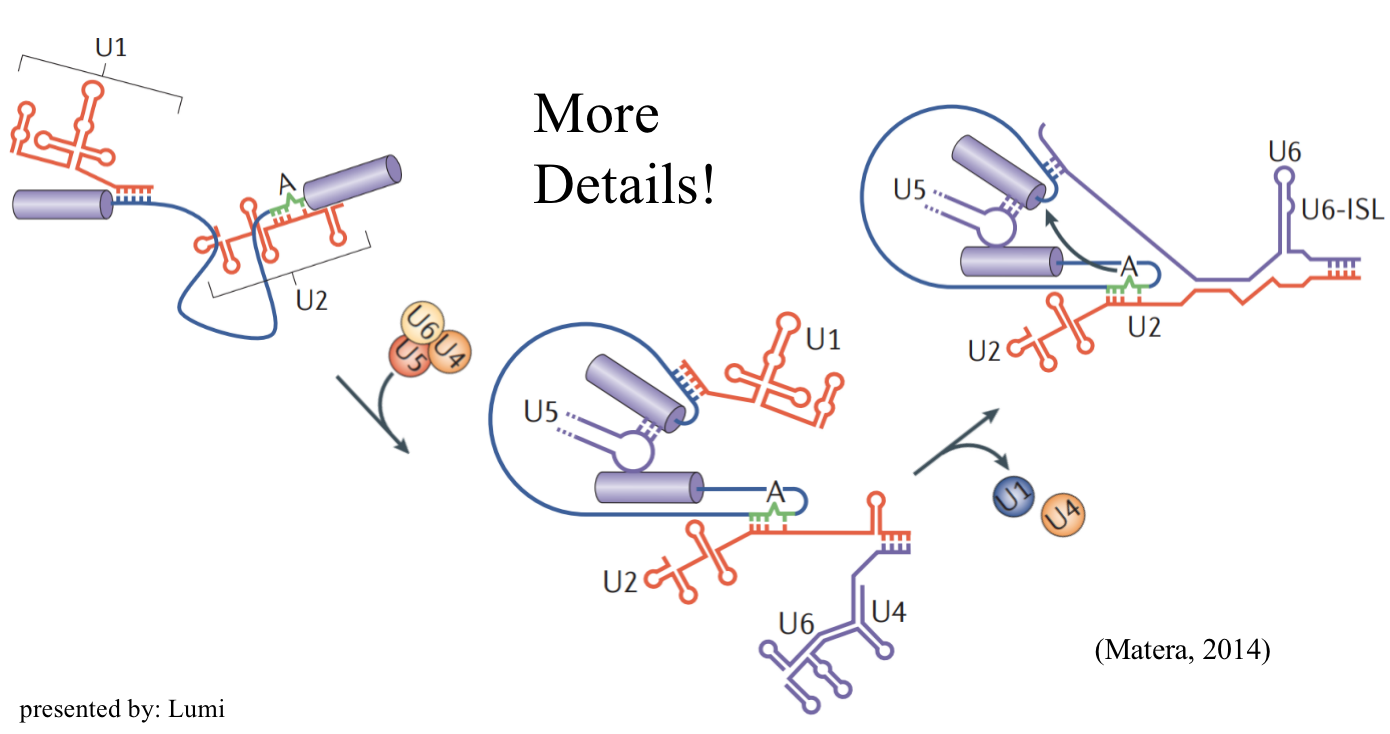 U1
A
U2
More
Details!
U6
U5
U4
U5
U1
A
U2
U6
U4
U1
U4
U5
U6
U6-ISL
A
U2
U2
(Matera, 2014)
presented by: Lumi